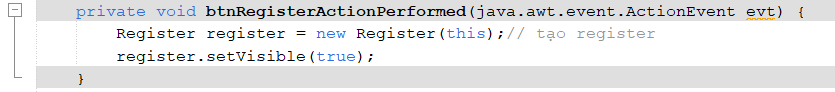 private void btnRegisterActionPerformed(java.awt.event.ActionEvent evt) {
Register register = new Register(this);// tạo register
register.setVisible(true);
}